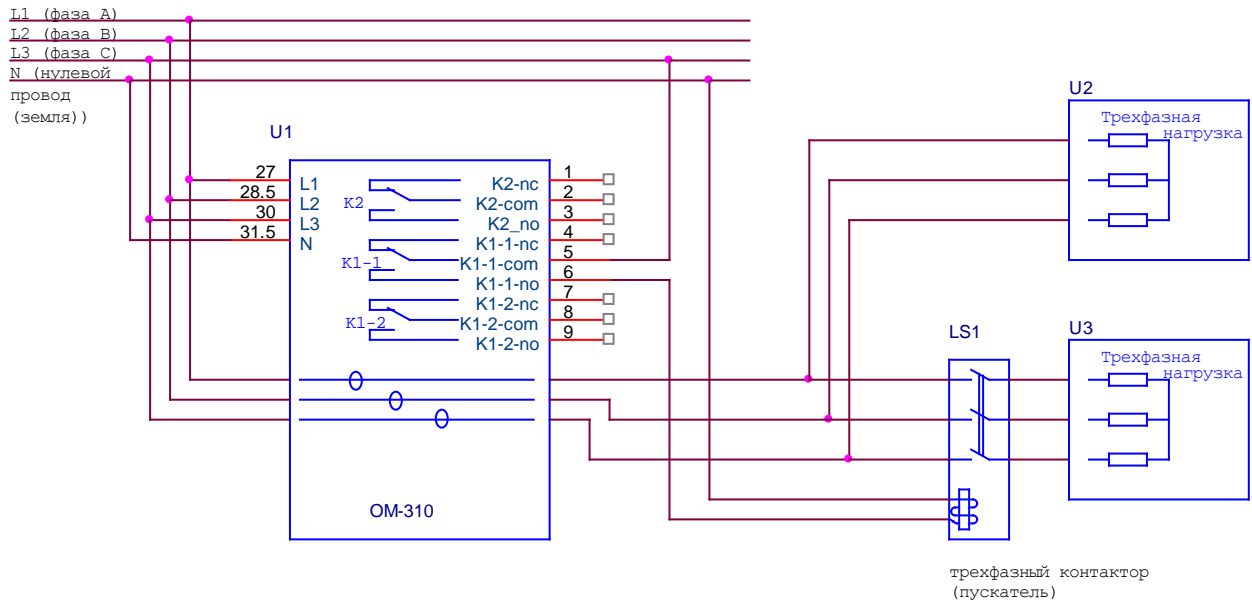 L1 (фаза A)
L2 (фаза B)
L3 (фаза C)
N (нулевой
провод
(земля))
U1
27
28.5
30
31.5
L1
L2
L3
N
K2
K1-1
K1-2
K2-nc
K2-com
K2_no
K1-1-nc
K1-1-com
K1-1-no
K1-2-nc
K1-2-com
K1-2-no
1
2
3
4
5
6
7
8
9
OM-310
U2
Трехфазная
нагрузка
LS1
U3
Трехфазная
нагрузка
трехфазный контактор
(пускатель)